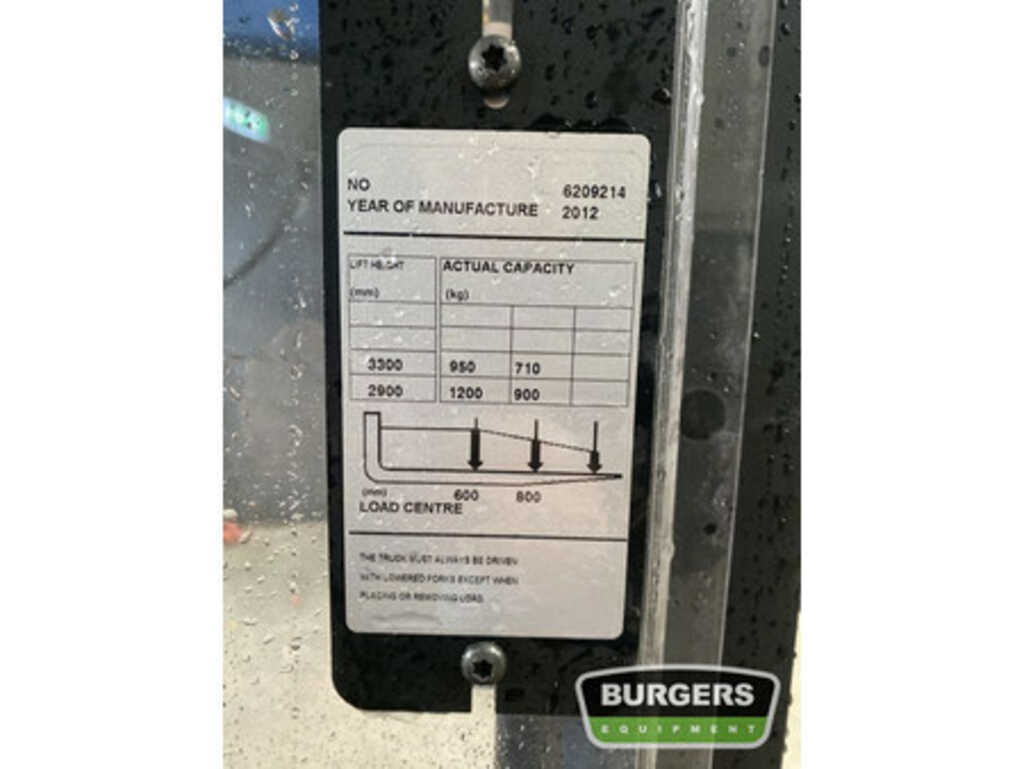 NO 6209214
YEAR OF MANUFACTURE 2012
LIFT HEIGHT ACTUAL CAPACITY
(mm) (kg)
3300 950 710
2900 1200 900
(mm) 600 800
LOAD CENTRE
THE TRUCK MUST ALWAYS BE DRIVEN
WITH LOWERED FORKS EXCEPT WHEN
PLACING OR REMOVING
BURGERS
EQUIPMENT